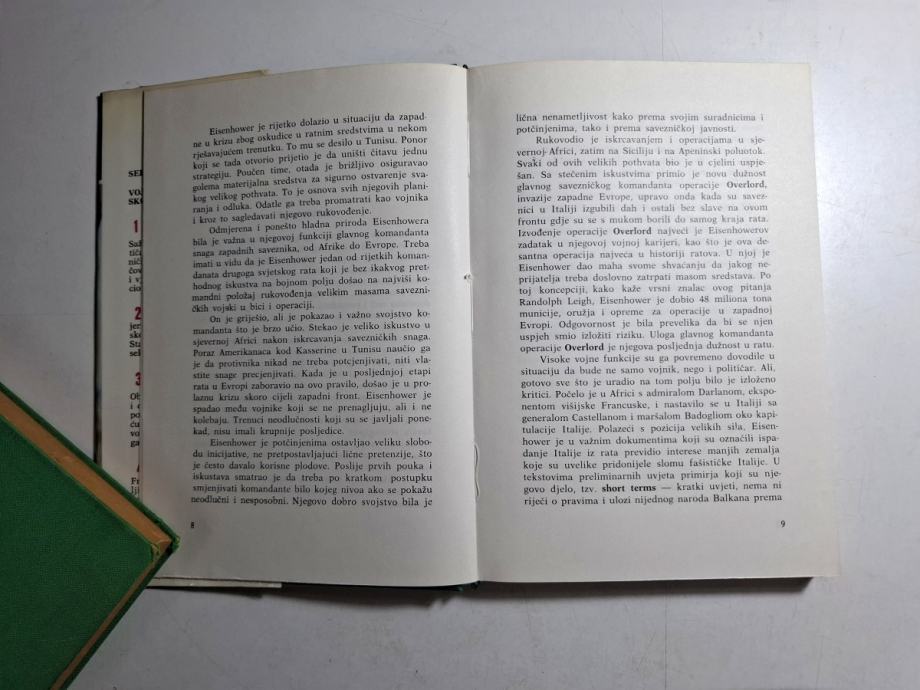 SE
VO
SK
1
Saž
tič
nič
čov
i v
cio
2
jen
sk
Sta
sel
3
Ob
i c
po
ću
vo
ga
Fr
Eisenhower je rijetko dolazio u situaciju da zapad-
ne u krizu zbog oskudice u ratnim sredstvima u nekom
rješavajućem trenutku. To mu se desilo u Tunisu. Ponor
koji se tada otvorio prijetio je da uništi čitavu jednu
strategiju. Poučen time, otada je brižljivo osiguravao
golema materijalna sredstva za sigurno ostvarenje sva-
kog velikog pothvata. To je osnova svih njegovih plani-
ranja i odluka. Odatle ga treba promatrati kao vojnika
i kroz to sagledavati njegovo rukovođenje.
Odmjerena i ponešto hladna priroda Eisenhowera
bila je važna u njegovoj funkciji glavnog komandanta
snaga zapadnih saveznika, od Afrike do Evrope. Treba
imati u vidu da je Eisenhower jedan od rijetkih koman-
danata drugoga svjetskog rata koji je bez ikakvog pret-
hodnog iskustva na bojnom polju došao na najviši ko-
mandni položaj rukovođenja velikim masama savezni-
čkih vojski u bici i operaciji.
On je griješio, ali je pokazao i važno svojstvo ko-
mandanta što je brzo učio. Stekao je veliko iskustvo u
sjevernoj Africi nakon iskrcavanja savezničkih snaga.
Poraz Amerikanaca kod Kasserine u Tunisu naučio ga
je da protivnika nikad ne treba potcjenjivati, niti vla-
stite snage precjenjivati. Kada je u posljednjoj etapi
rata u Evropi zaboravio na ovo pravilo, došao je u pro-
laznu krizu skoro cijeli zapadni front. Eisenhower se
spadao među vojnike koji se ne prenagljuju, ali i ne
kolebaju. Trenuci neodlučnosti koji su se javljali pone-
kad, nisu imali krupnije posljedice.
Eisenhower je potčinjenima ostavljao veliku slobo-
du inicijative, ne pretpostavljajući lične pretenzije, što
je često davalo korisne plodove. Poslije prvih pouka i
iskustava smatrao je da treba po kratkom postupku
smjenjivati komandante bilo kojeg nivoa ako se pokažu
neodlučni i nesposobni. Njegovo dobro svojstvo bila je
8
lična nenametljivost kako prema svojim suradnicima i
potčinjenima, tako i prema savezničkoj javnosti.
Rukovodio je iskrcavanjem i operacijama u sje-
vernoj Africi, zatim na Siciliju i na Apeninski poluotok.
Svaki od ovih velikih pothvata bio je u cjelini uspje-
šan. Sa stečenim iskustvima primio je novu dužnost
glavnog savezničkog komandanta operacije Overlord,
invazije zapadne Evrope, upravo onda kada su savez-
nici u Italiji izgubili dah i ostali bez slave na ovom
frontu gdje su se s mukom borili do samog kraja rata.
Izvođenje operacije Overlord najveći je Eisenhowerov
zadatak u njegovoj vojnoj karijeri, kao što je ova de-
santna operacija najveća u historiji ratova. U njoj je
Eisenhower dao maha svome shvaćanju da jakog ne-
prijatelja treba doslovno zatrpati masom sredstava. Po
toj koncepciji, kako kaže vrsni znalac ovog pitanja
Randolph Leigh, Eisenhower je dobio 48 miliona tona
municije, oružja i opreme za operacije u zapadnoj
Evropi. Odgovornost je bila prevelika da bi se njen
uspjeh smio izložiti riziku. Uloga glavnog komandanta
operacije Overlord je njegova posljednja dužnost u ratu.
Visoke vojne funkcije su ga povremeno dovodile u
situaciju da bude ne samo vojnik, nego i političar. Ali,
gotovo sve što je uradio na tom polju bilo je izloženo
kritici. Počelo je u Africi s admiralom Darlanom, ekspo-
nentom višijske Francuske, i nastavilo se u Italiji sa
generalom Castellanom i maršalom Badogliom oko kapi-
tulacije Italije. Polazeći s pozicija velikih sila, Eisen-
hower je u važnim dokumentima koji su označili ispa-
danje Italije iz rata previdio interese manjih zemalja
koje su uvelike pridonijele slomu fašističke Italije. U
tekstovima preliminarnih uvjeta primirja koji su nje-
govo djelo, tzv. short terms — kratki uvjeti, nema ni
riječi o pravima i ulozi nijednog naroda Balkana prema
9